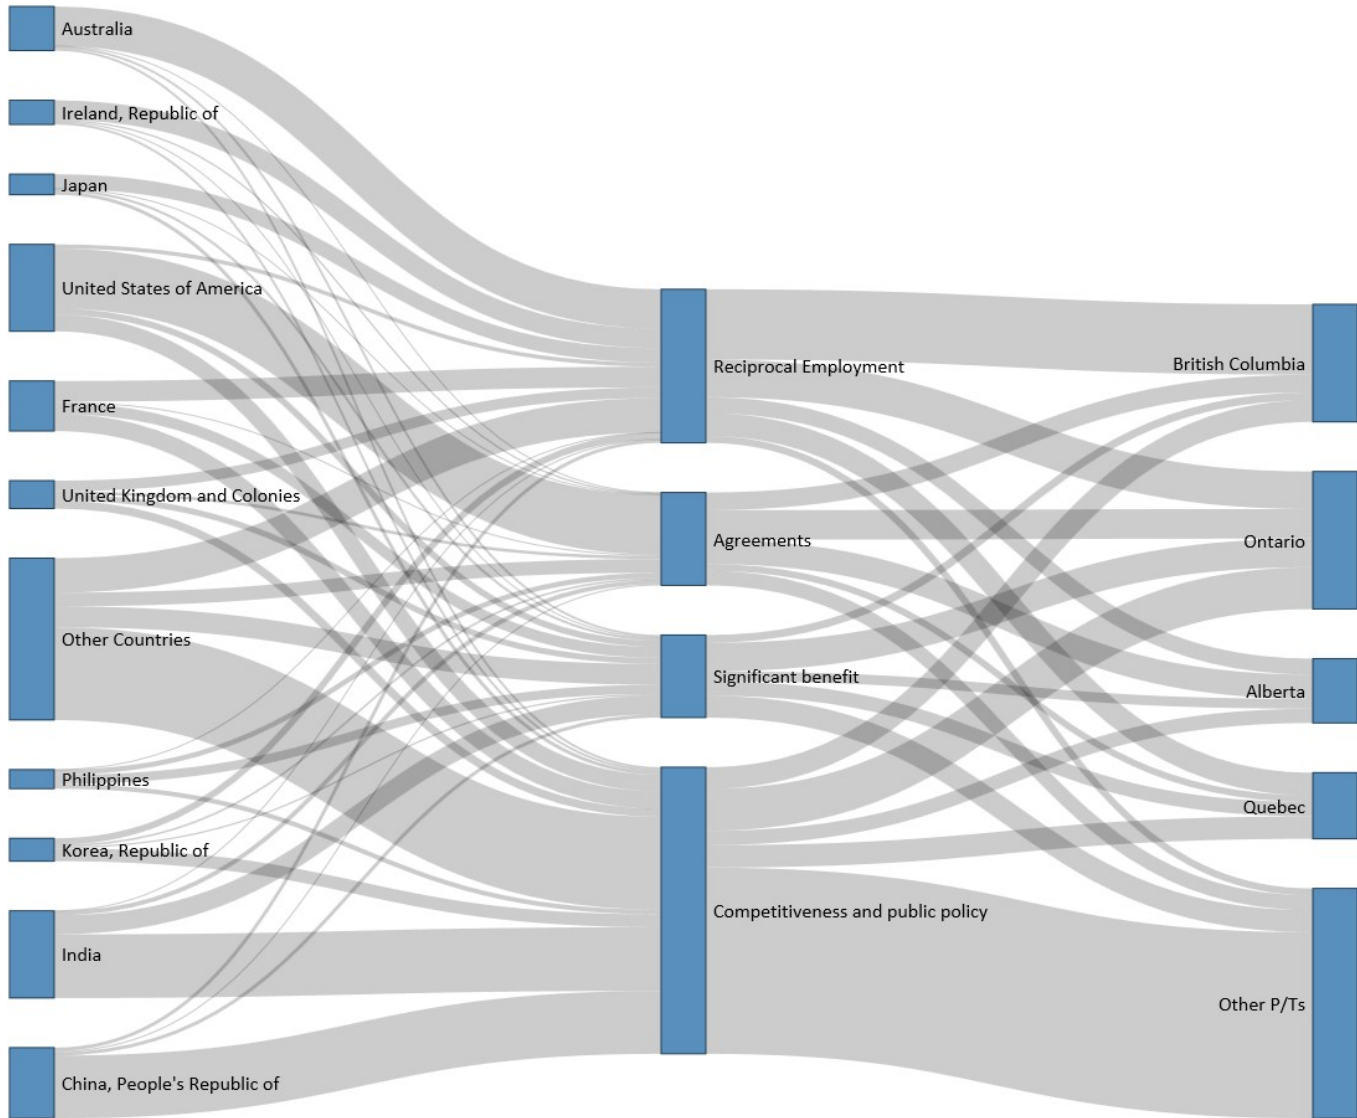 Australia
Ireland, Republic of
Japan
United States of America
France
United Kingdom and Colonies
Other Countries
Philippines
Korea, Republic of
India
China, People's Republic of
Reciprocal Employment
Agreements
Significant benefit
Competitiveness and public policy
British Columbia
Ontario
Alberta
Quebec
Other P/Ts